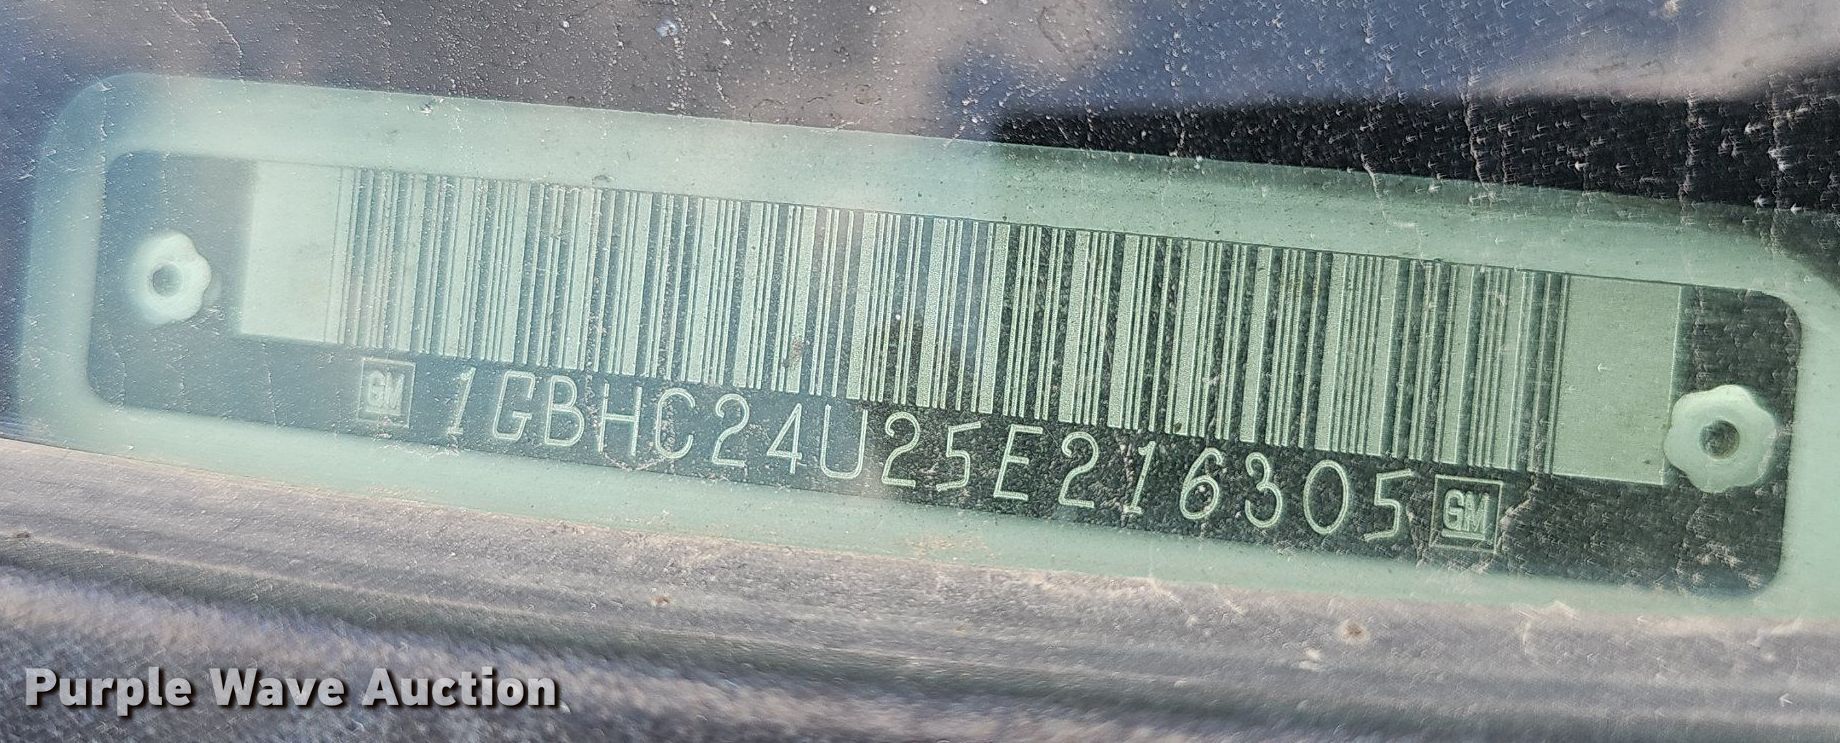 GM 1GBHC24U25E216305 GM
Purple Wave Auction